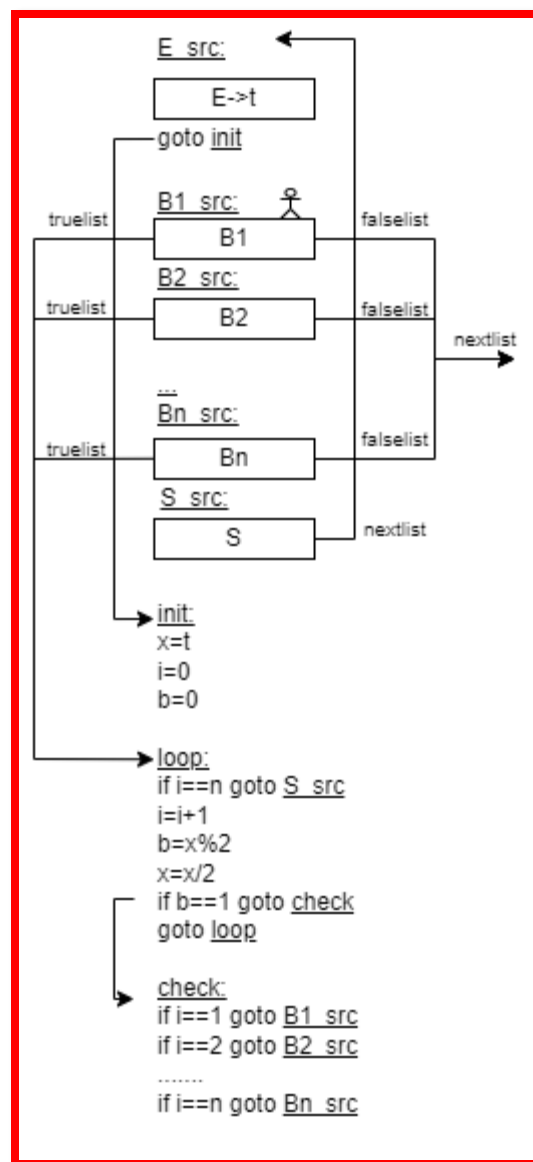 E_src:
E->t
goto init
B1_src:
truelist
B1
falselist
B2_src:
truelist
B2
falselist
nextlist
...
Bn_src:
truelist
Bn
falselist
S_src:
S
nextlist
init:
x=t
i=0
b=0
loop:
if i==n goto S_src
i=i+1
b=x%2
x=x/2
if b==1 goto check
goto loop
check:
if i==1 goto B1_src
if i==2 goto B2_src
.......
if i==n goto Bn_src